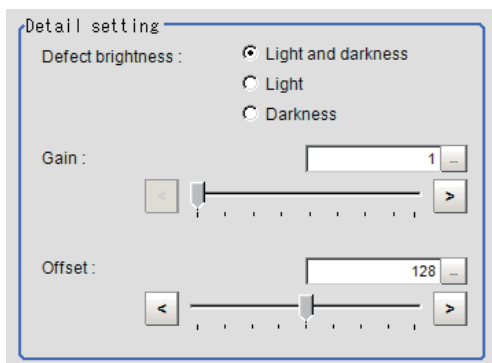 Detail setting
Defect brightness :
Light and darkness
Light
Darkness
Gain :
1 ...
< >
Offset :
128 ...
< >